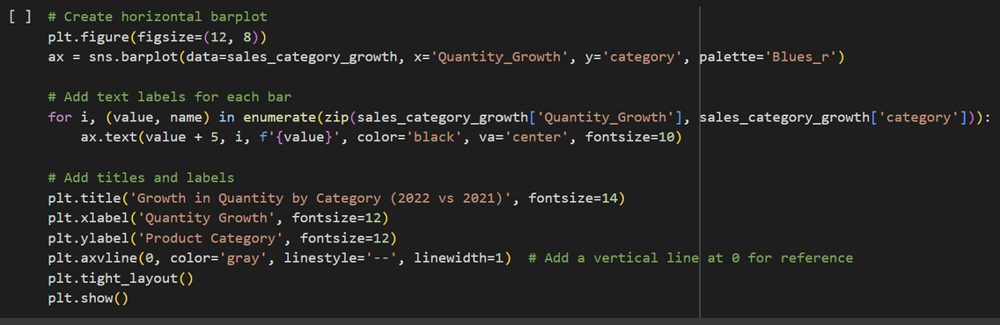 [ ] # Create horizontal barplot
plt.figure(figsize=(12, 8))
ax = sns.barplot(data=sales_category_growth, x='Quantity_Growth', y='category', palette='Blues_r')
# Add text labels for each bar
for i, (value, name) in enumerate(zip(sales_category_growth['Quantity_Growth'], sales_category_growth['category'])):
    ax.text(value + 5, i, f'{value}', color='black', va='center', fontsize=10)
# Add titles and labels
plt.title('Growth in Quantity by Category (2022 vs 2021)', fontsize=14)
plt.xlabel('Quantity Growth', fontsize=12)
plt.ylabel('Product Category', fontsize=12)
plt.axvline(0, color='gray', linestyle='--', linewidth=1)  # Add a vertical line at 0 for reference
plt.tight_layout()
plt.show()